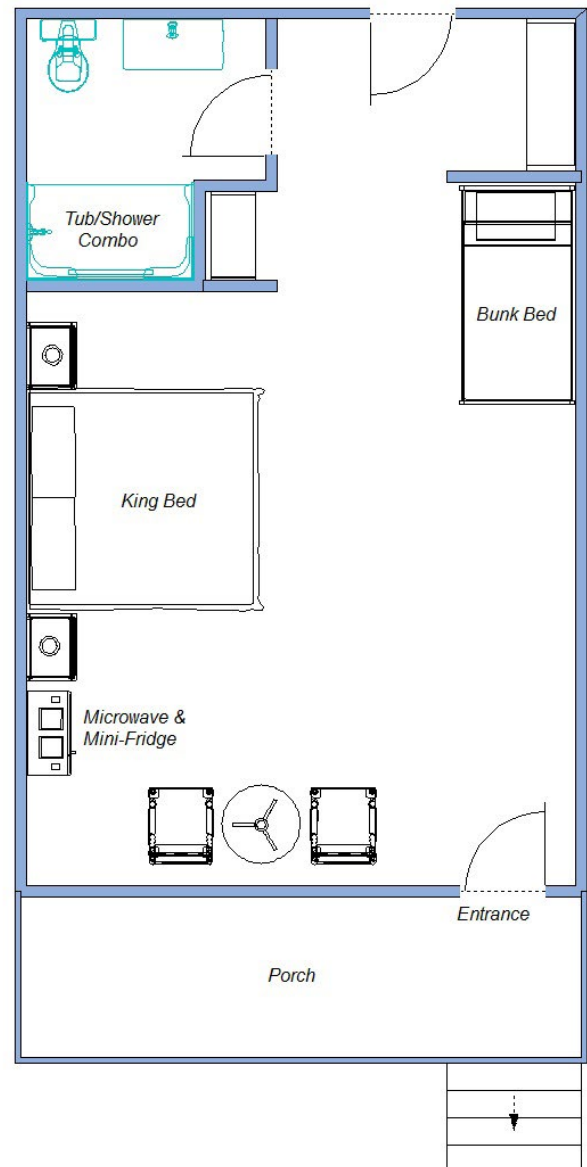 Tub/Shower
Combo
Bunk Bed
King Bed
Microwave &
Mini-Fridge
Entrance
Porch